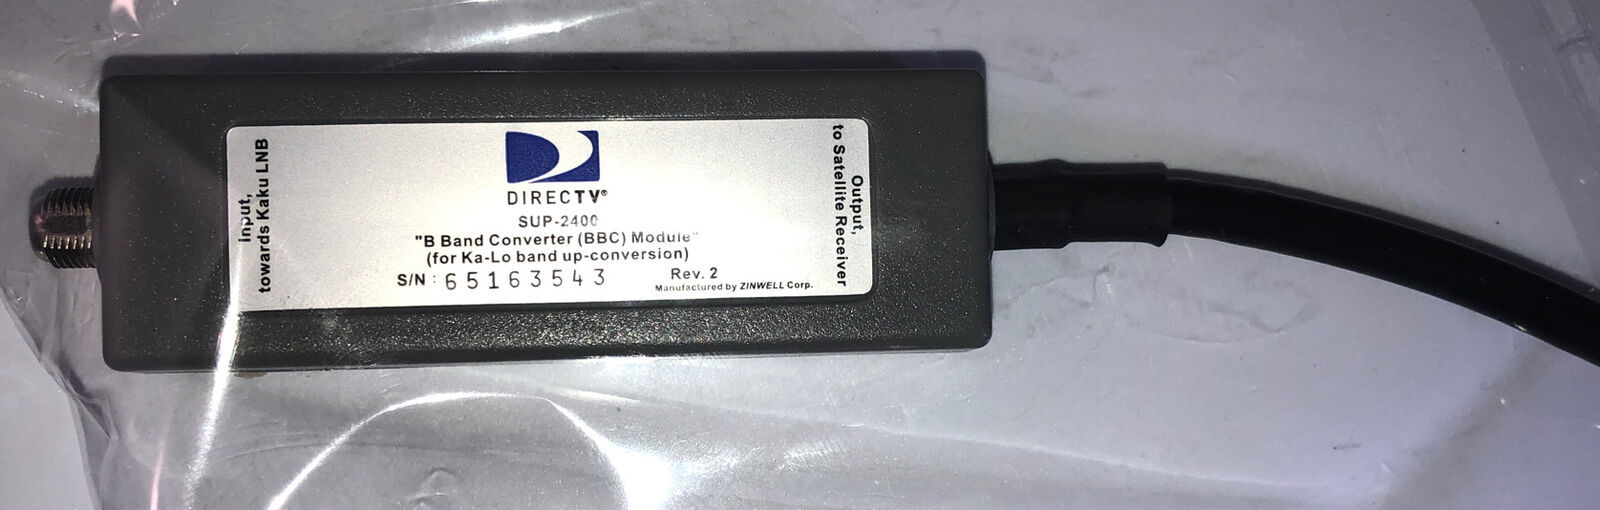 Input,
towards Kaku LNB
DIRECTV®
SUP-2400
"B Band Converter (BBC) Module"
(for Ka-Lo band up-conversion)
S/N : 65163543 Rev. 2
Manufactured by ZINWELL Corp.
Output,
to Satellite Receiver